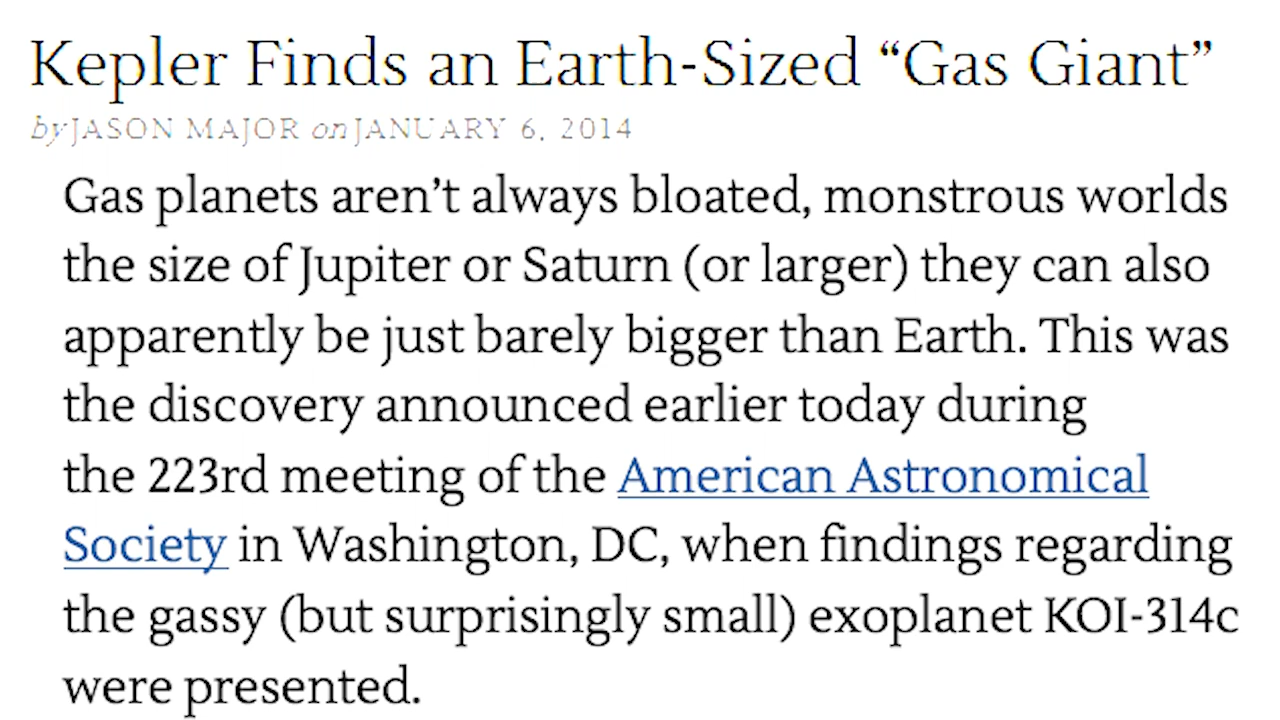 Kepler Finds an Earth-Sized “Gas Giant”
by JASON MAJOR on JANUARY 6, 2014
Gas planets aren’t always bloated, monstrous worlds
the size of Jupiter or Saturn (or larger) they can also
apparently be just barely bigger than Earth. This was
the discovery announced earlier today during
the 223rd meeting of the American Astronomical
Society in Washington, DC, when findings regarding
the gassy (but surprisingly small) exoplanet KOI-314c
were presented.